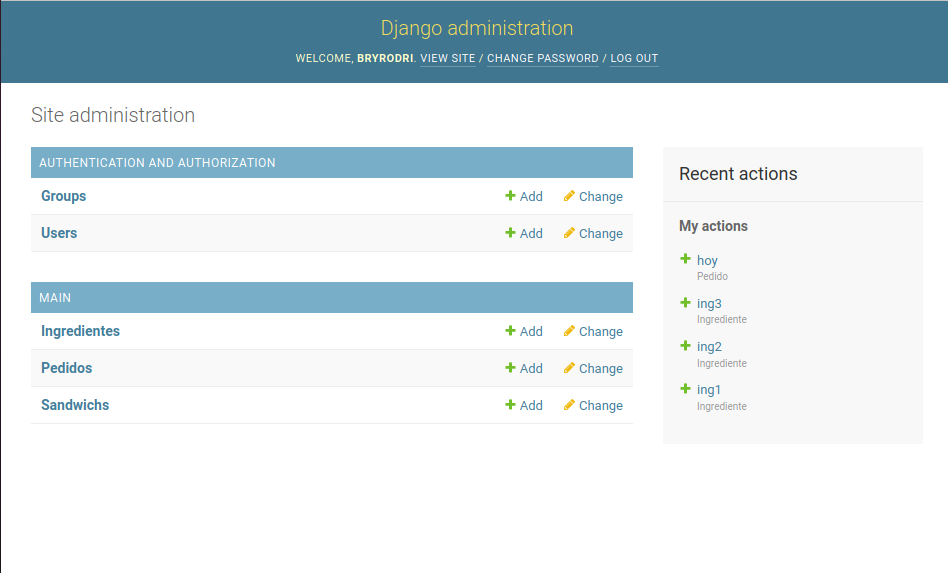 Django administration
WELCOME, BRYRODRI. VIEW SITE / CHANGE PASSWORD / LOG OUT
Site administration
AUTHENTICATION AND AUTHORIZATION
Groups Add Change
Users Add Change
MAIN
Ingredientes Add Change
Pedidos Add Change
Sandwichs Add Change
Recent actions
My actions
hoy
Pedido
ing3
Ingrediente
ing2
Ingrediente
ing1
Ingrediente